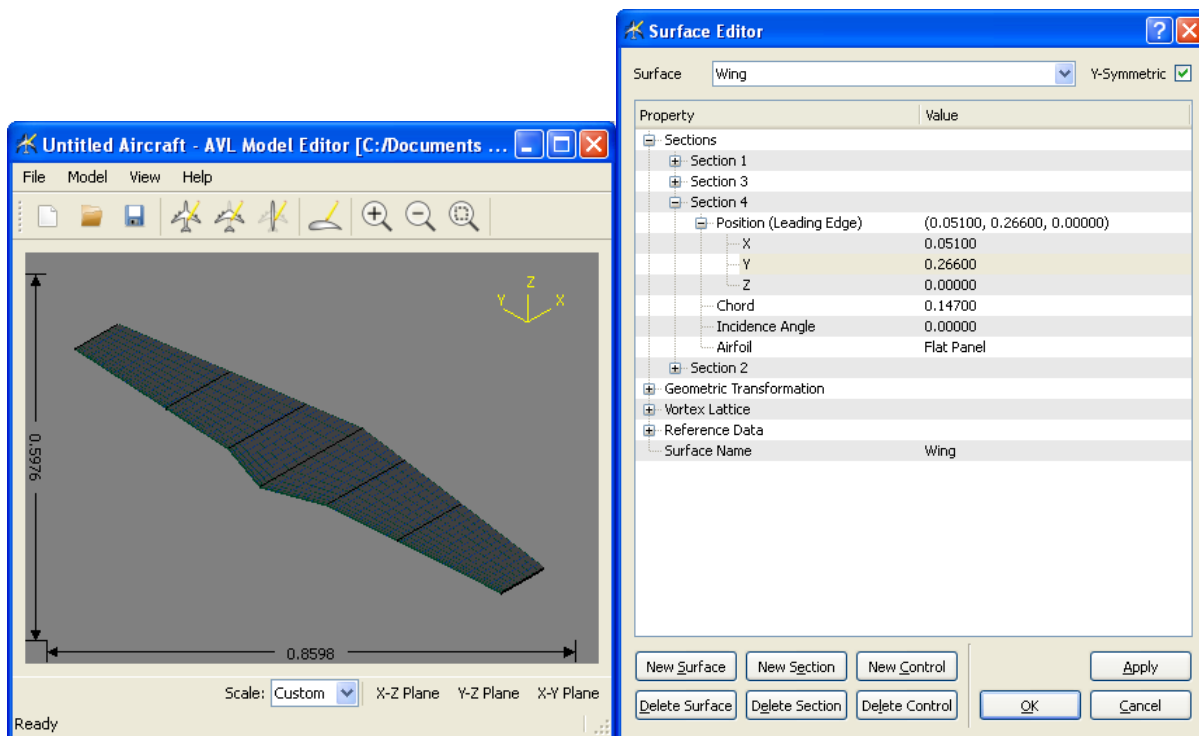 Untitled Aircraft - AVL Model Editor [C:/Documents ...
File Model View Help
Z
Y X
0.5976
0.8598
Scale: Custom X-Z Plane Y-Z Plane X-Y Plane
Ready
Surface Editor
Surface Wing Y-Symmetric
Property Value
Sections
Section 1
Section 3
Section 4
Position (Leading Edge) (0.05100, 0.26600, 0.00000)
X 0.05100
Y 0.26600
Z 0.00000
Chord 0.14700
Incidence Angle 0.00000
Airfoil Flat Panel
Section 2
Geometric Transformation
Vortex Lattice
Reference Data
Surface Name Wing
New Surface New Section New Control Apply
Delete Surface Delete Section Delete Control OK Cancel